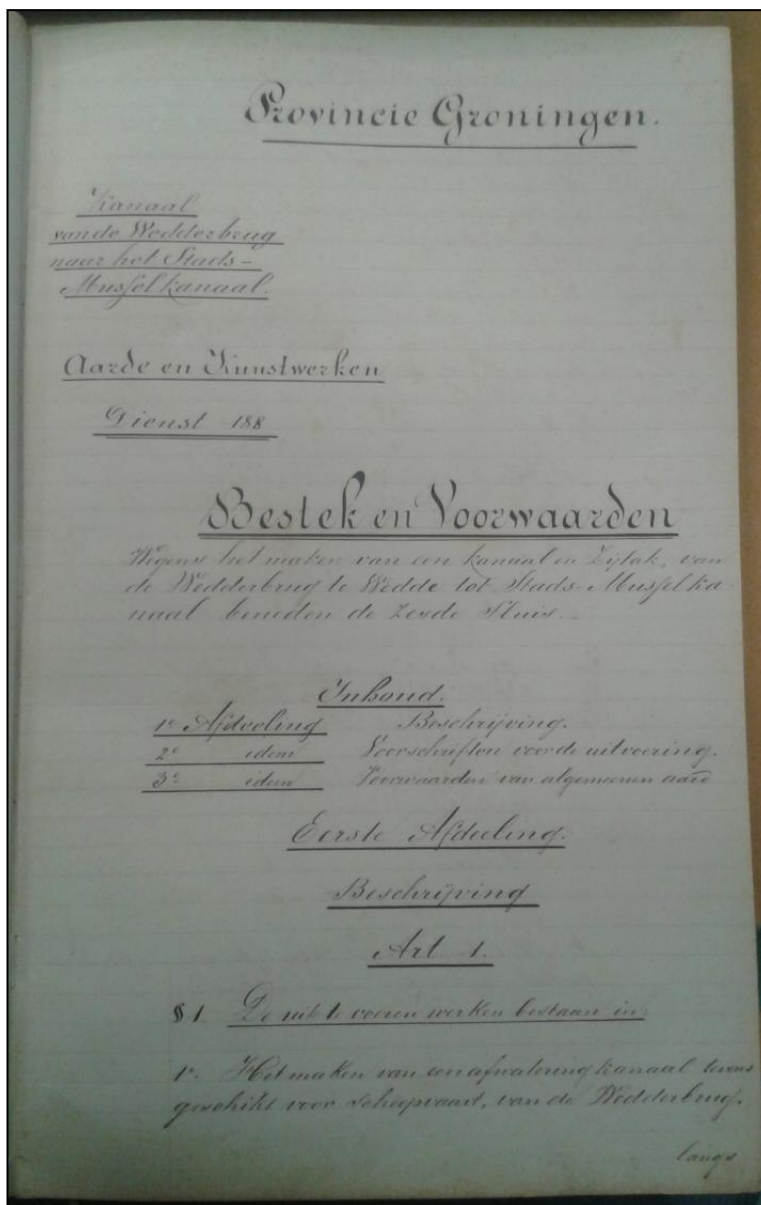 Provincie Groningen.
Kanaal
van de Wedderbrug
naar het Stads-
Musselkanaal.
Aarde en Kunstwerken
Dienst 188
Bestek en Voorwaarden
Wegens het maken van een kanaal en Zijtak, van
de Wedderbrug te Wedde tot Stads-Musselka-
naal beneden de Zesde Sluis.
Inhoud.
1e Afdeeling Beschrijving.
2e idem Voorschriften voor de uitvoering.
3e idem Voorwaarden van algemeenen aard
Eerste Afdeeling.
Beschrijving
Art. 1.
§ 1. De uit te voeren werken bestaan in:
1e. Het maken van een afwateringkanaal tevens
geschikt voor scheepvaart, van de Wedderbrug,
langs